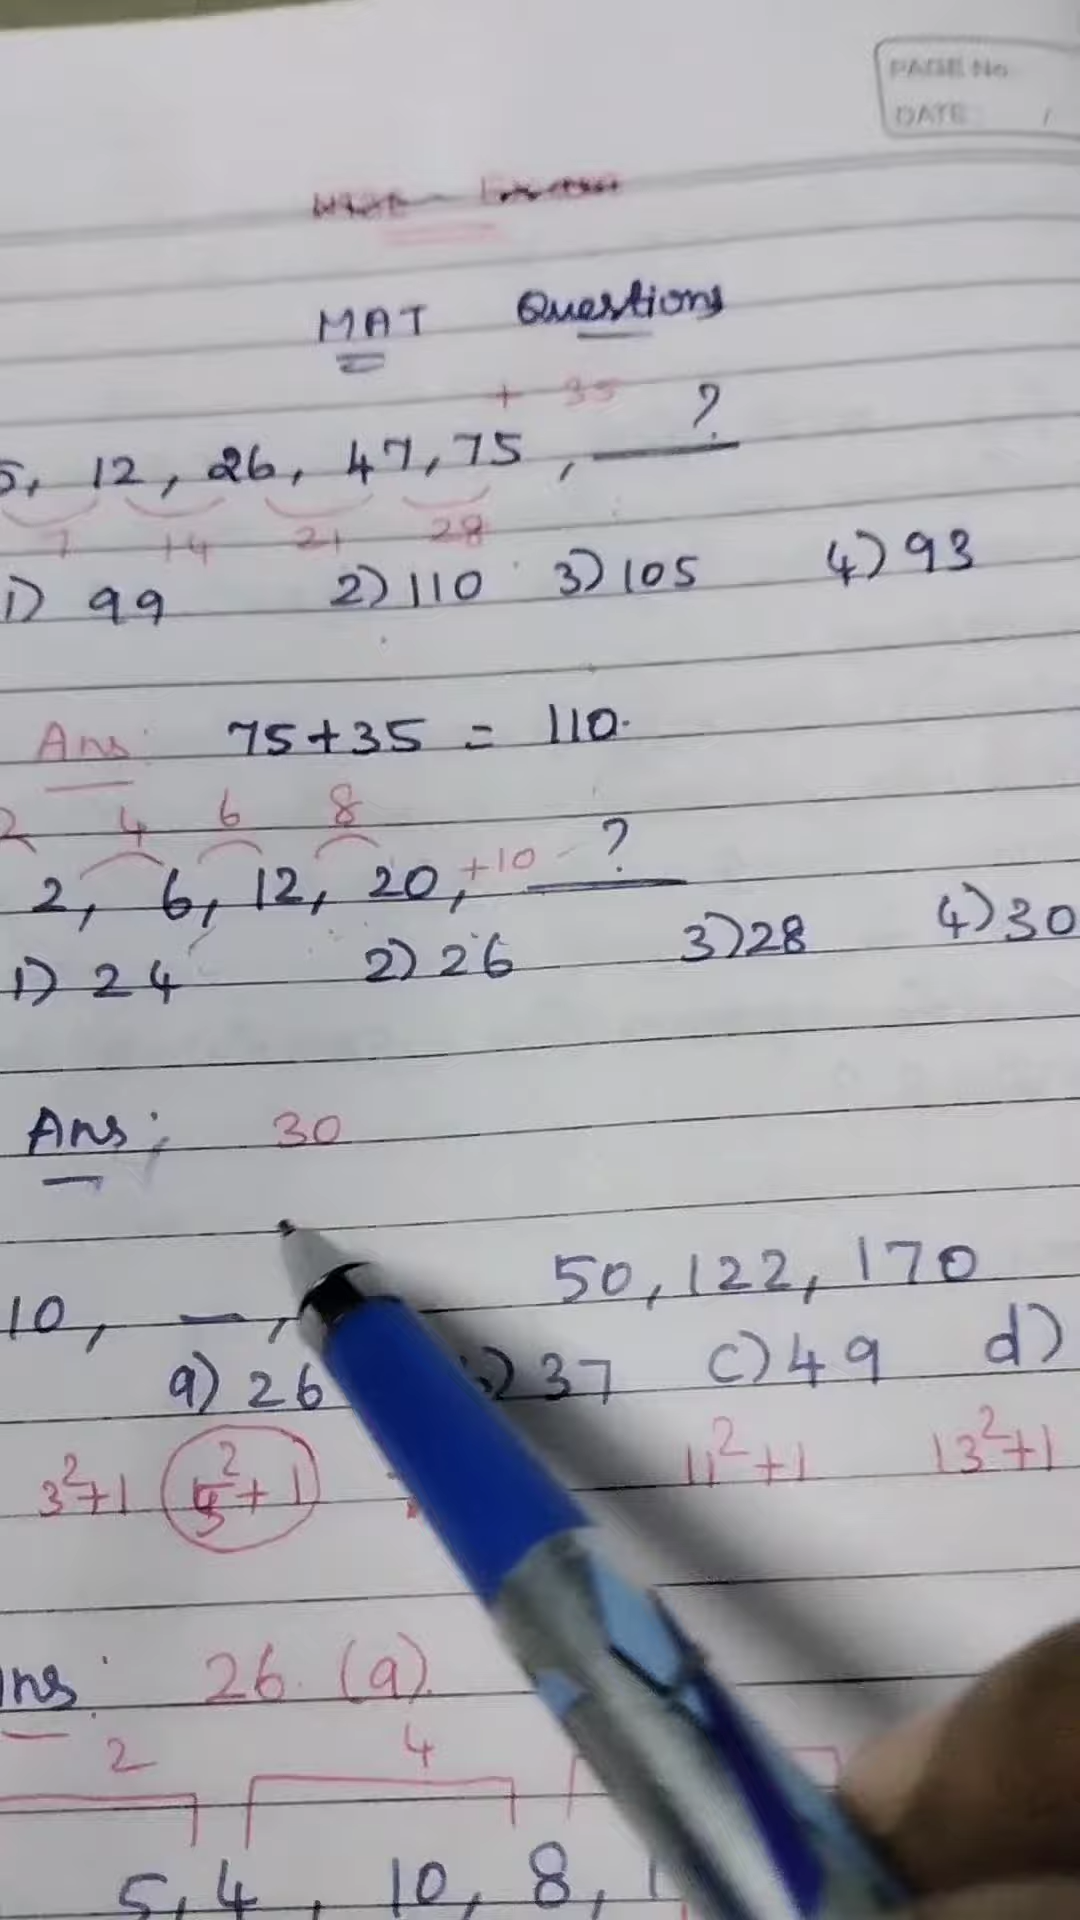 PAGE No
DATE /
MAT Questions
+ 35
5, 12, 26, 47, 75, ?
7 14 21 28
1) 99 2) 110 3) 105 4) 93
Ans: 75+35 = 110.
2 4 6 8
2, 6, 12, 20, +10 ?
1) 24 2) 26 3) 28 4) 30
Ans: 30
10, —, 50, 122, 170
a) 26 37 c) 49 d)
3²+1 5²+1 11²+1 13²+1
ns: 26. (a).
2 4
5, 4, 10, 8, 1